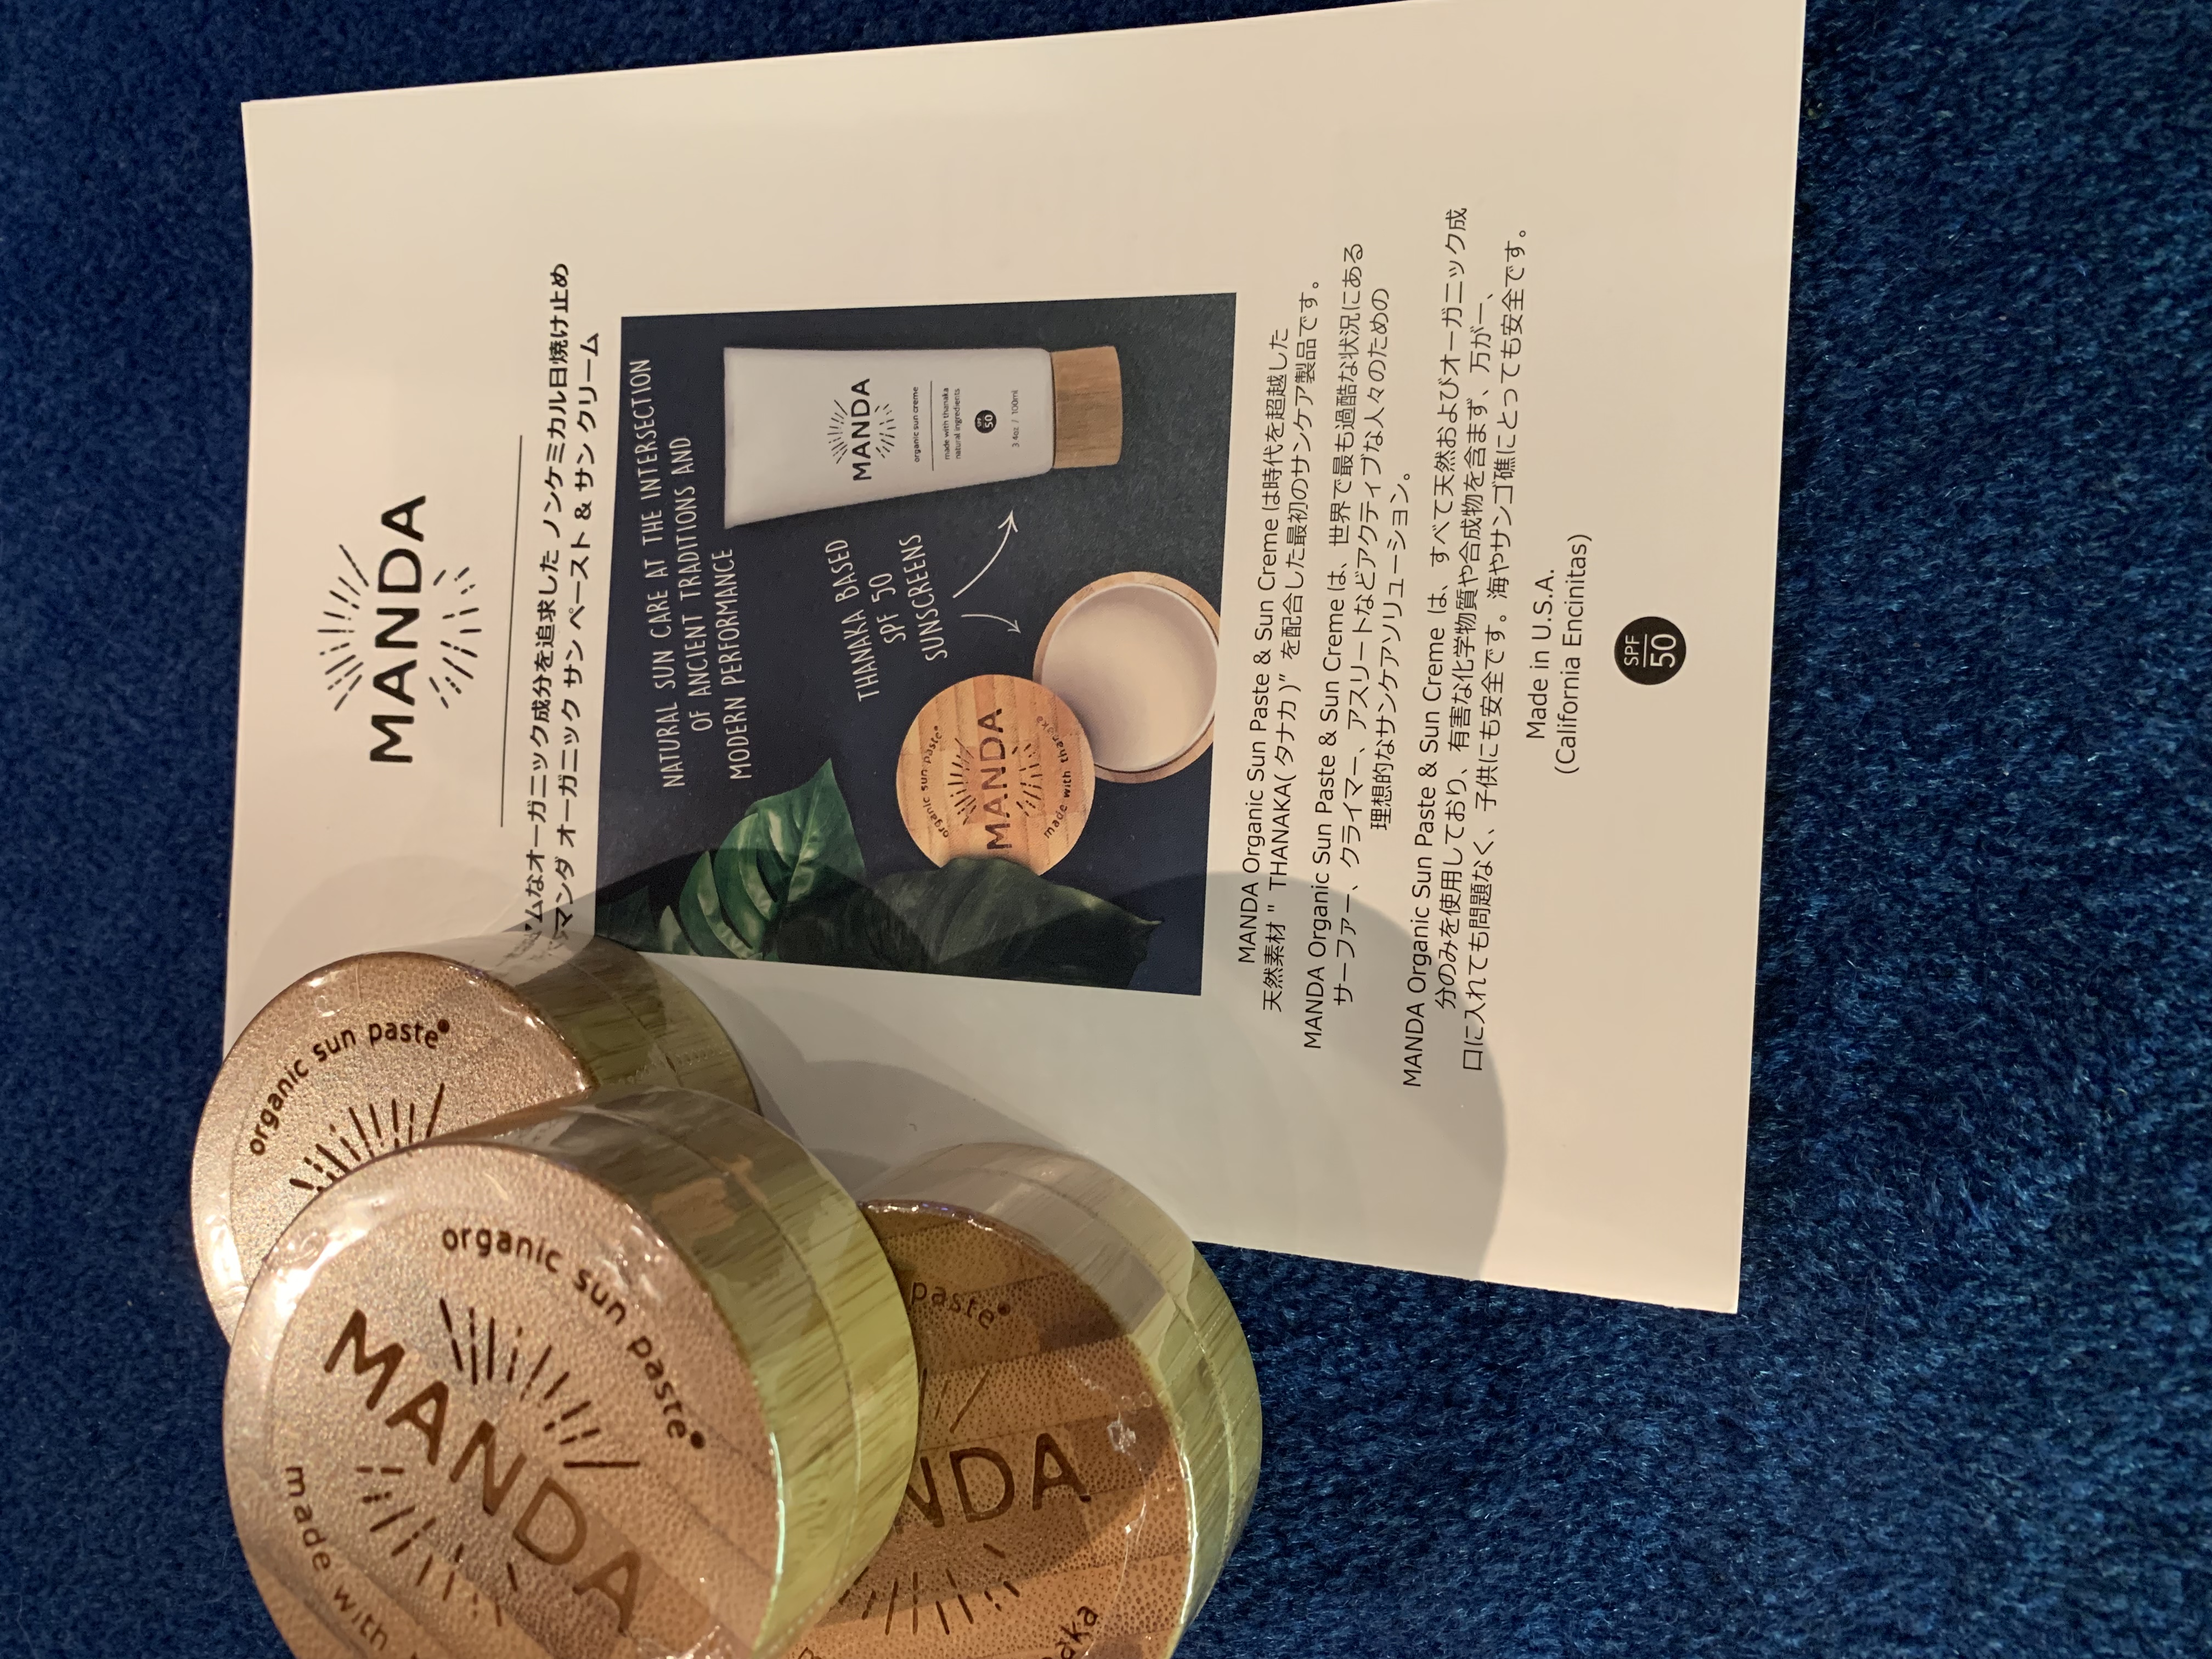 MANDA
ムなオーガニック成分を追求した ノンケミカル日焼け止め
マンダ オーガニック サン ペースト & サン クリーム
NATURAL SUN CARE AT THE INTERSECTION
OF ANCIENT TRADITIONS AND
MODERN PERFORMANCE
THANAKA BASED
SPF 50
SUNSCREENS
MANDA
organic sun creme
made with thanaka
natural ingredients
SPF
50
3.4oz / 100ml
organic sun paste
MANDA
made with thanaka
MANDA Organic Sun Paste & Sun Creme は時代を超越した
天然素材 " THANAKA( タナカ )" を配合した最初のサンケア製品です。
MANDA Organic Sun Paste & Sun Creme は、世界で最も過酷な状況にある
サーファー、クライマー、アスリートなどアクティブな人々のための
理想的なサンケアソリューション。
MANDA Organic Sun Paste & Sun Creme は、すべて天然およびオーガニック成
分のみを使用しており、有害な化学物質や合成物を含まず、万が一、
口に入れても問題なく、子供にも安全です。海やサンゴ礁にとっても安全です。
Made in U.S.A.
(California Encinitas)
SPF
50
organic sun paste
organic sun paste
MANDA
made with
paste
NDA